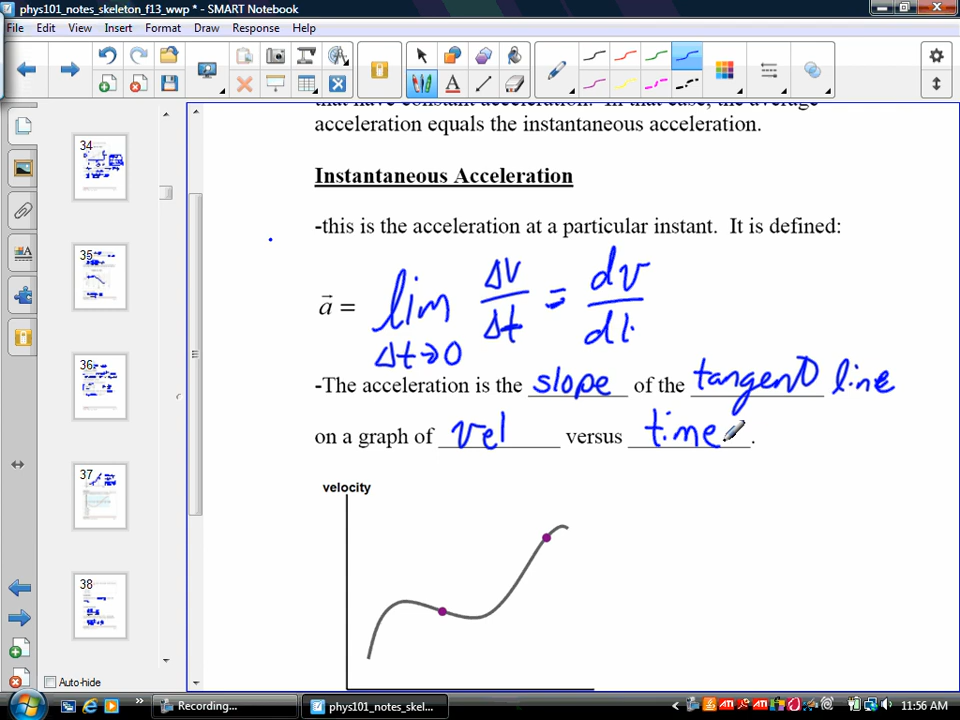 phys101_notes_skeleton_f13_wwp * - SMART Notebook
File Edit View Insert Format Draw Response Help
34
35
36
37
38
acceleration equals the instantaneous acceleration.
Instantaneous Acceleration
-this is the acceleration at a particular instant. It is defined:
a⃗ = lim Δv/Δt = dv/dt
Δt→0
-The acceleration is the slope of the tangent line
on a graph of vel versus time.
velocity
Auto-hide
Recording...
phys101_notes_skel...
11:56 AM